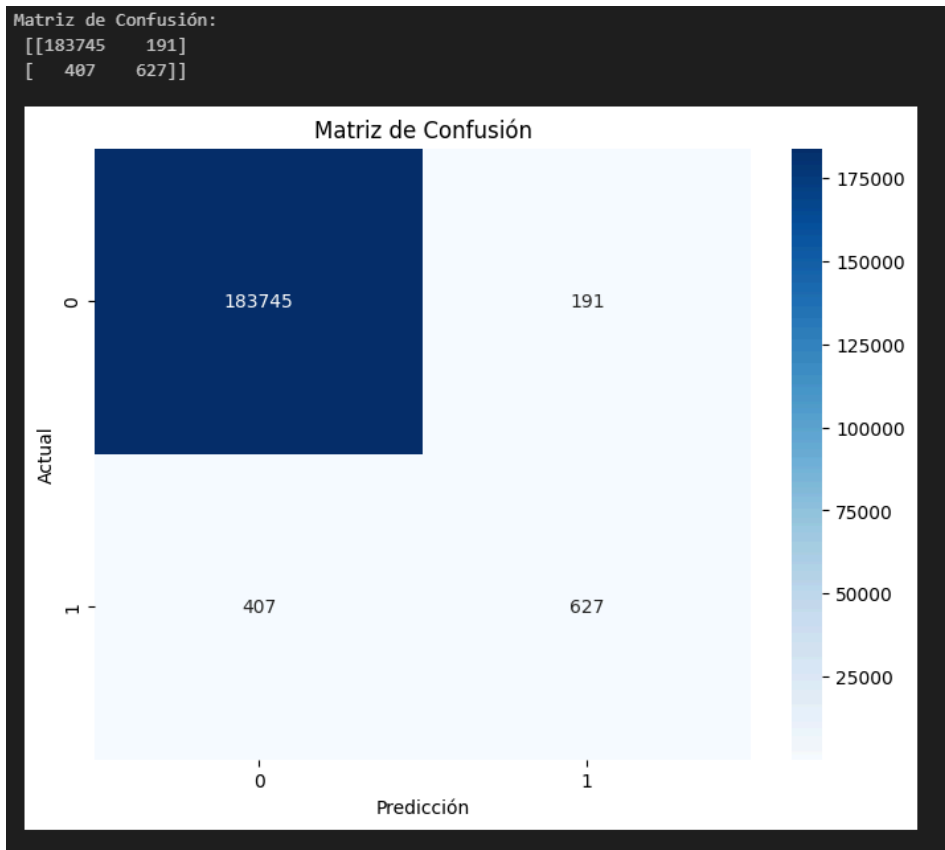 Matriz de Confusión:
[[183745    191]
[   407    627]]
Matriz de Confusión
175000
150000
125000
100000
75000
50000
25000
Actual
0
183745 191
1
407 627
0 1
Predicción